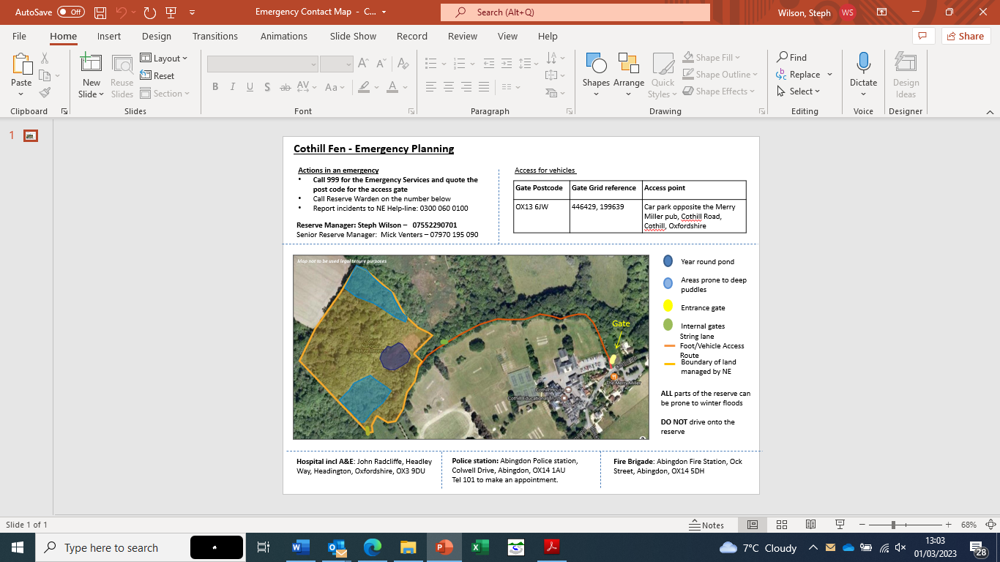 AutoSave Off
Emergency Contact Map - C...
Search (Alt+Q)
Wilson, Steph WS
File Home Insert Design Transitions Animations Slide Show Record Review View Help
Share
Paste
Clipboard
New Slide
Reuse Slides
Layout
Reset
Section
Slides
B I U S ab AV Aa
A
Font
Paragraph
Shapes
Arrange
Quick Styles
Shape Fill
Shape Outline
Shape Effects
Drawing
Find
Replace
Select
Editing
Dictate
Voice
Design Ideas
Designer
1
Cothill Fen - Emergency Planning
Actions in an emergency
• Call 999 for the Emergency Services and quote the
post code for the access gate
• Call Reserve Warden on the number below
• Report incidents to NE Help-line: 0300 060 0100
Reserve Manager: Steph Wilson – 07552290701
Senior Reserve Manager: Mick Venters – 07970 195 090
Access for vehicles
Gate Postcode Gate Grid reference Access point
OX13 6JW 446429, 199639 Car park opposite the Merry
Miller pub, Cothill Road,
Cothill, Oxfordshire
Map not to be used legal tenure purposes
Cothill
National
Nature Reserve
Gate
The Merry Miller
Cothill House
Cothill Educational Trust
Year round pond
Areas prone to deep
puddles
Entrance gate
Internal gates
String lane
Foot/Vehicle Access
Route
Boundary of land
managed by NE
ALL parts of the reserve can
be prone to winter floods
DO NOT drive onto the
reserve
Hospital incl A&E: John Radcliffe, Headley
Way, Headington, Oxfordshire, OX3 9DU
Police station: Abingdon Police station,
Colwell Drive, Abingdon, OX14 1AU
Tel 101 to make an appointment.
Fire Brigade: Abingdon Fire Station, Ock
Street, Abingdon, OX14 5DH
Slide 1 of 1
Notes
68%
Type here to search
7°C Cloudy
13:03
01/03/2023
28